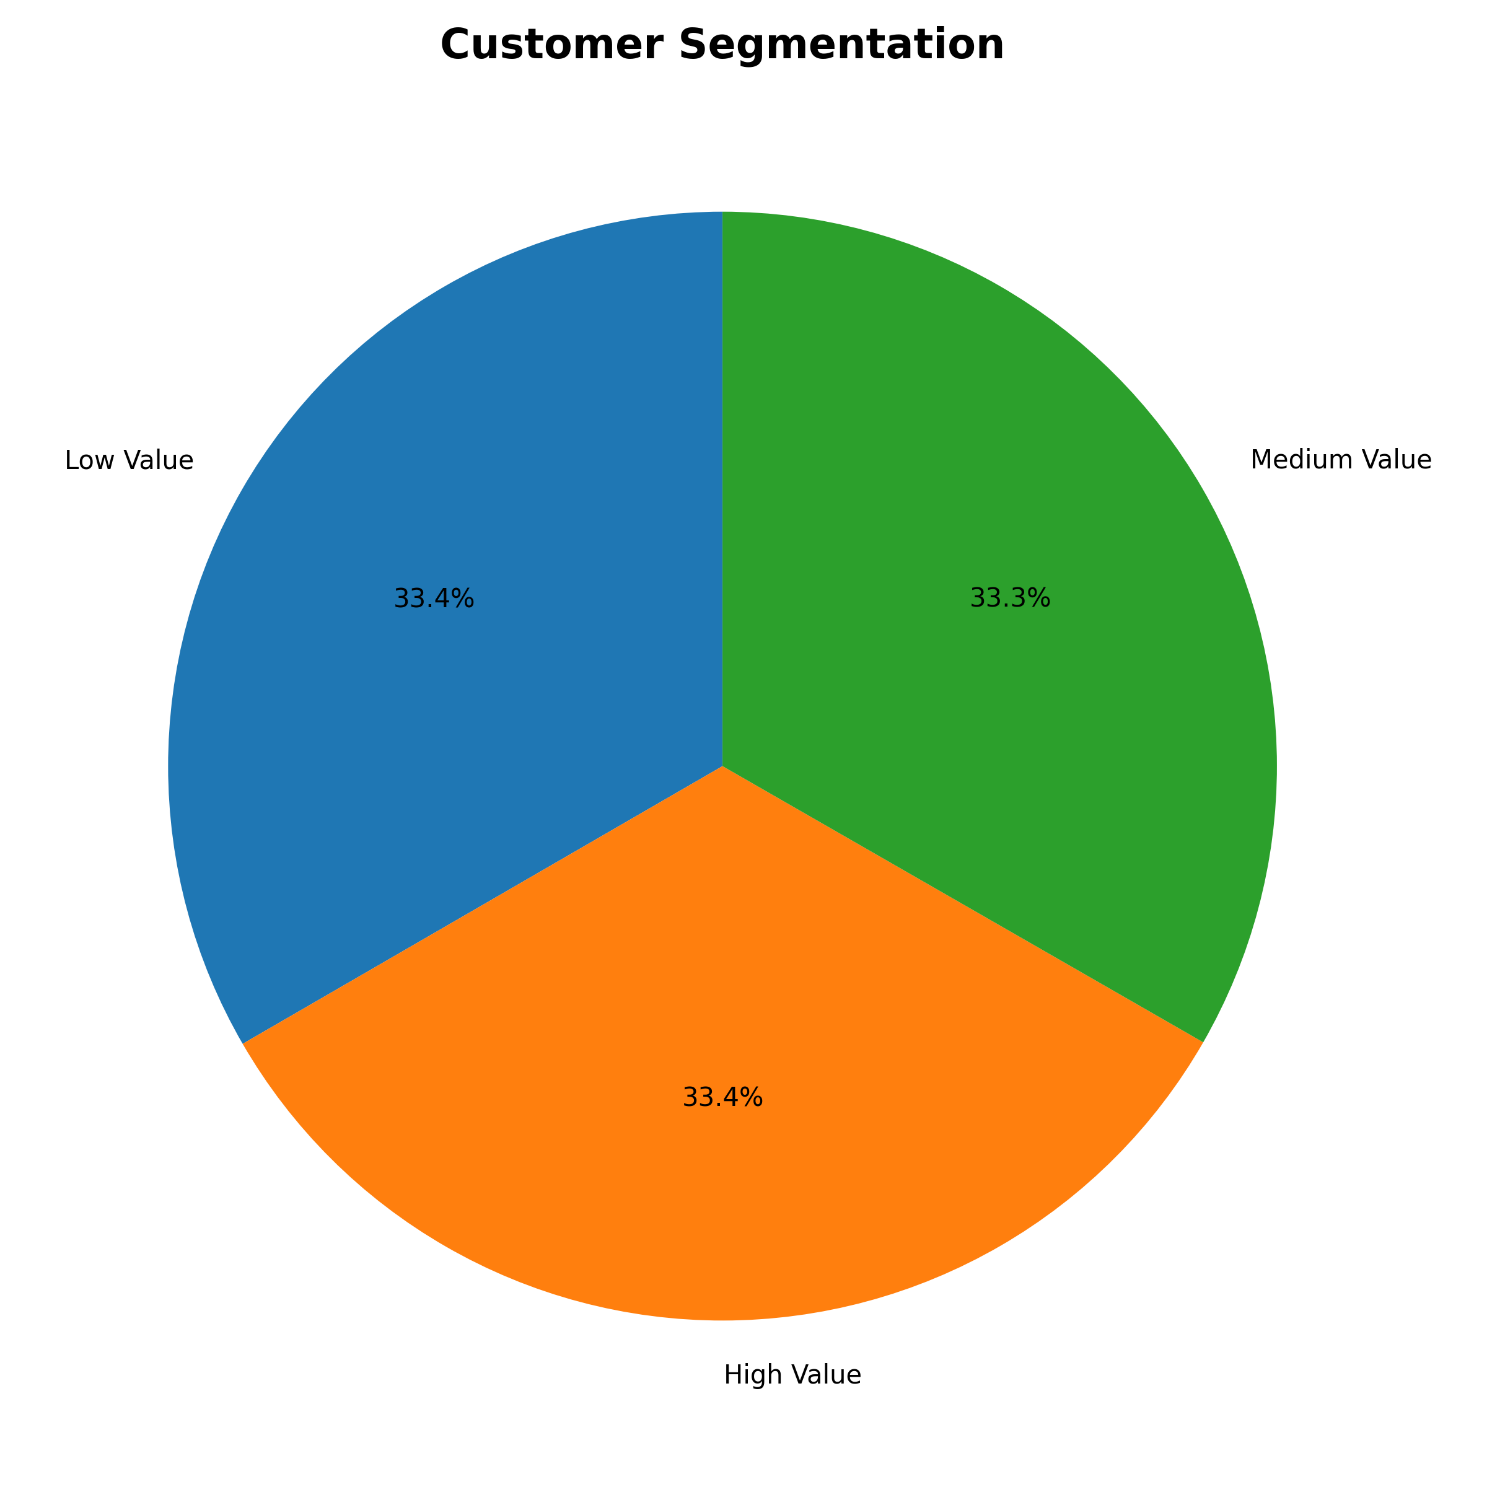 Customer Segmentation
Low Value
Medium Value
33.4%
33.3%
33.4%
High Value